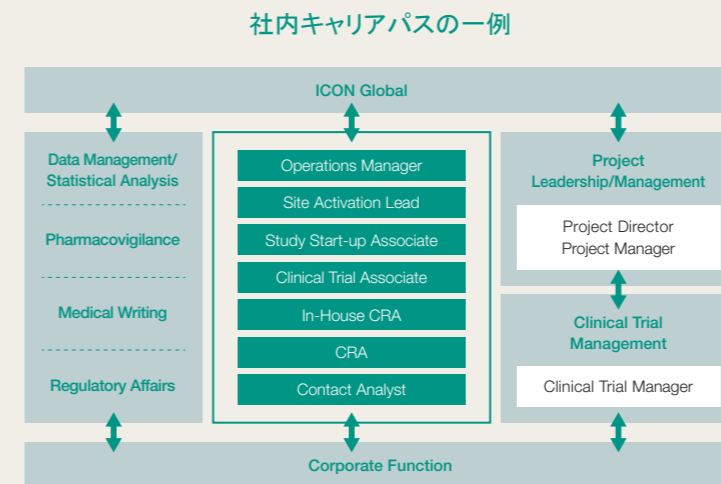 社内キャリアパスの一例
ICON Global
Data Management/
Statistical Analysis
Pharmacovigilance
Medical Writing
Regulatory Affairs
Operations Manager
Site Activation Lead
Study Start-up Associate
Clinical Trial Associate
In-House CRA
CRA
Contact Analyst
Project
Leadership/Management
Project Director
Project Manager
Clinical Trial
Management
Clinical Trial Manager
Corporate Function